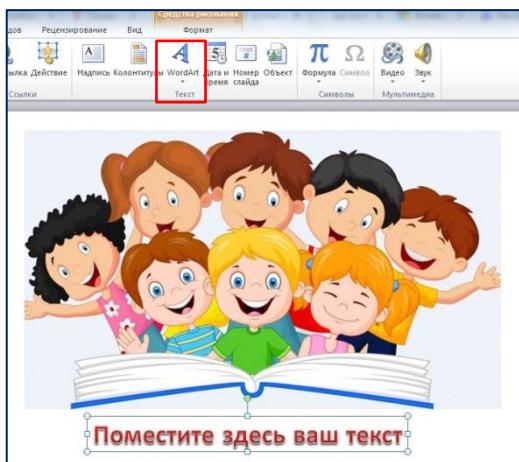 Средства рисования
дов Рецензирование Вид Формат
ылка Действие Надпись Колонтитулы WordArt Дата и время Номер слайда Объект Формула Символ Видео Звук
Ссылки Текст Символы Мультимедиа
Поместите здесь ваш текст